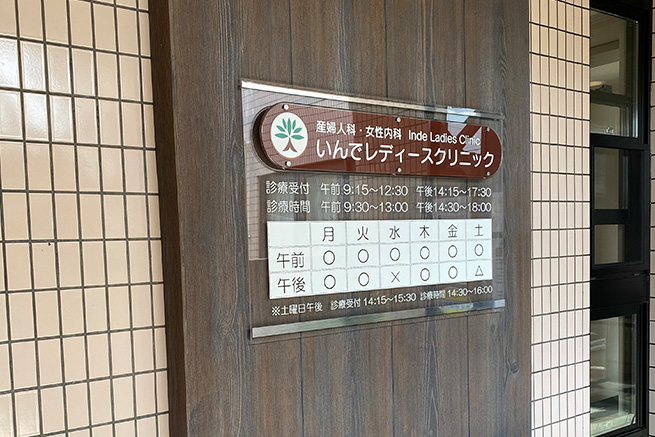 産婦人科・女性内科 Inde Ladies Clinic
いんでレディースクリニック
診療受付 午前 9:15～12:30 午後 14:15～17:30
診療時間 午前 9:30～13:00 午後 14:30～18:00
月 火 水 木 金 土
午前 ○ ○ ○ ○ ○ ○
午後 ○ ○ × ○ ○ △
※土曜日午後 診療受付 14:15～15:30 診療時間 14:30～16:00